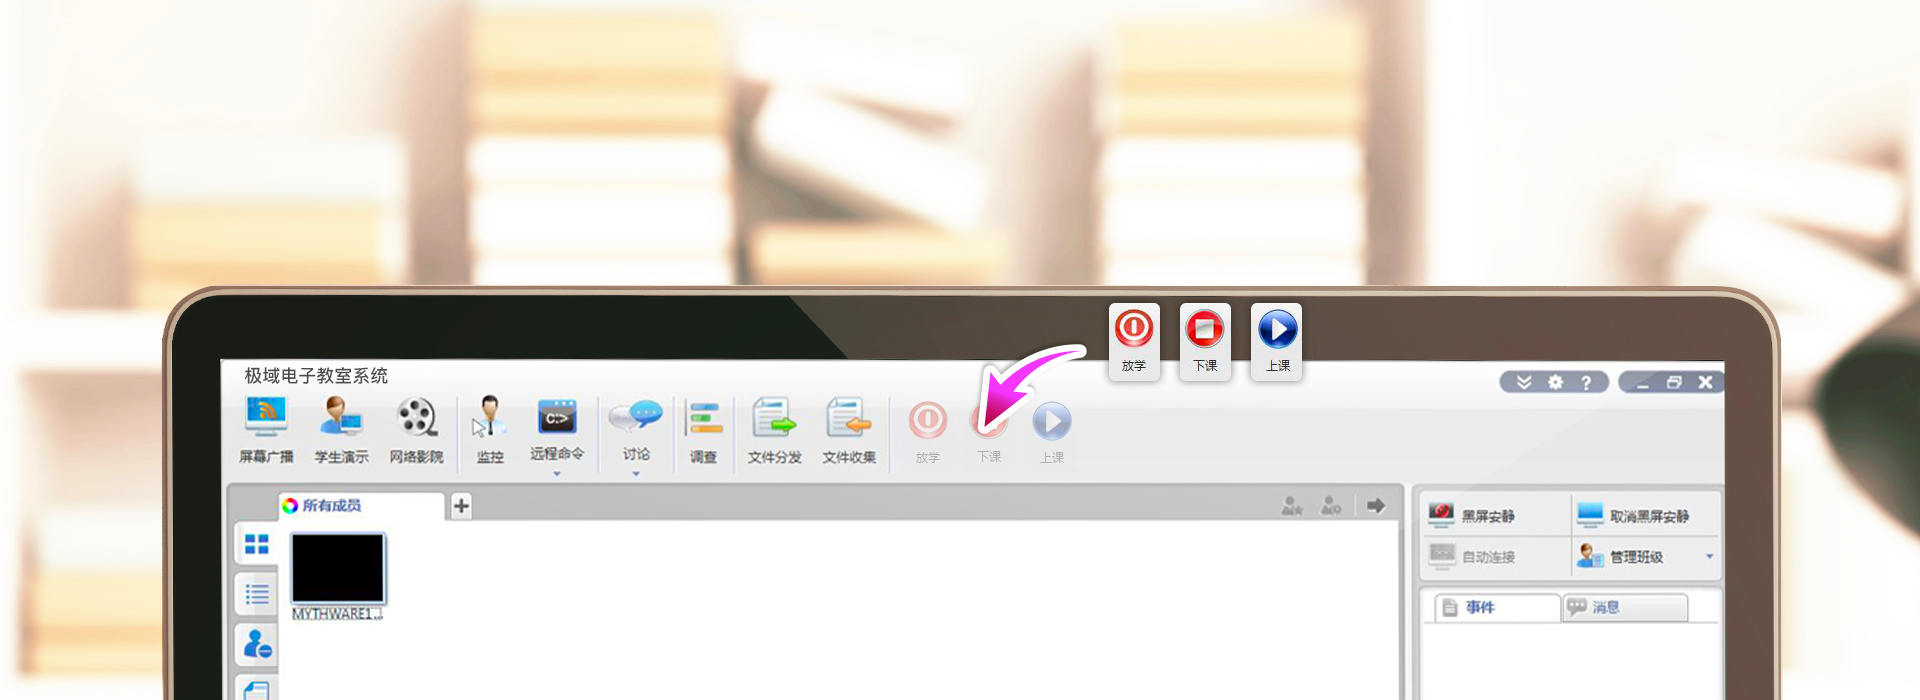 放学 下课 上课
极域电子教室系统
屏幕广播 学生演示 网络影院 监控 远程命令 讨论 调查 文件分发 文件收集 放学 下课 上课
C:\>
所有成员
黑屏安静 取消黑屏安静
自动连接 管理班级
MYTHWARE1...
事件 消息